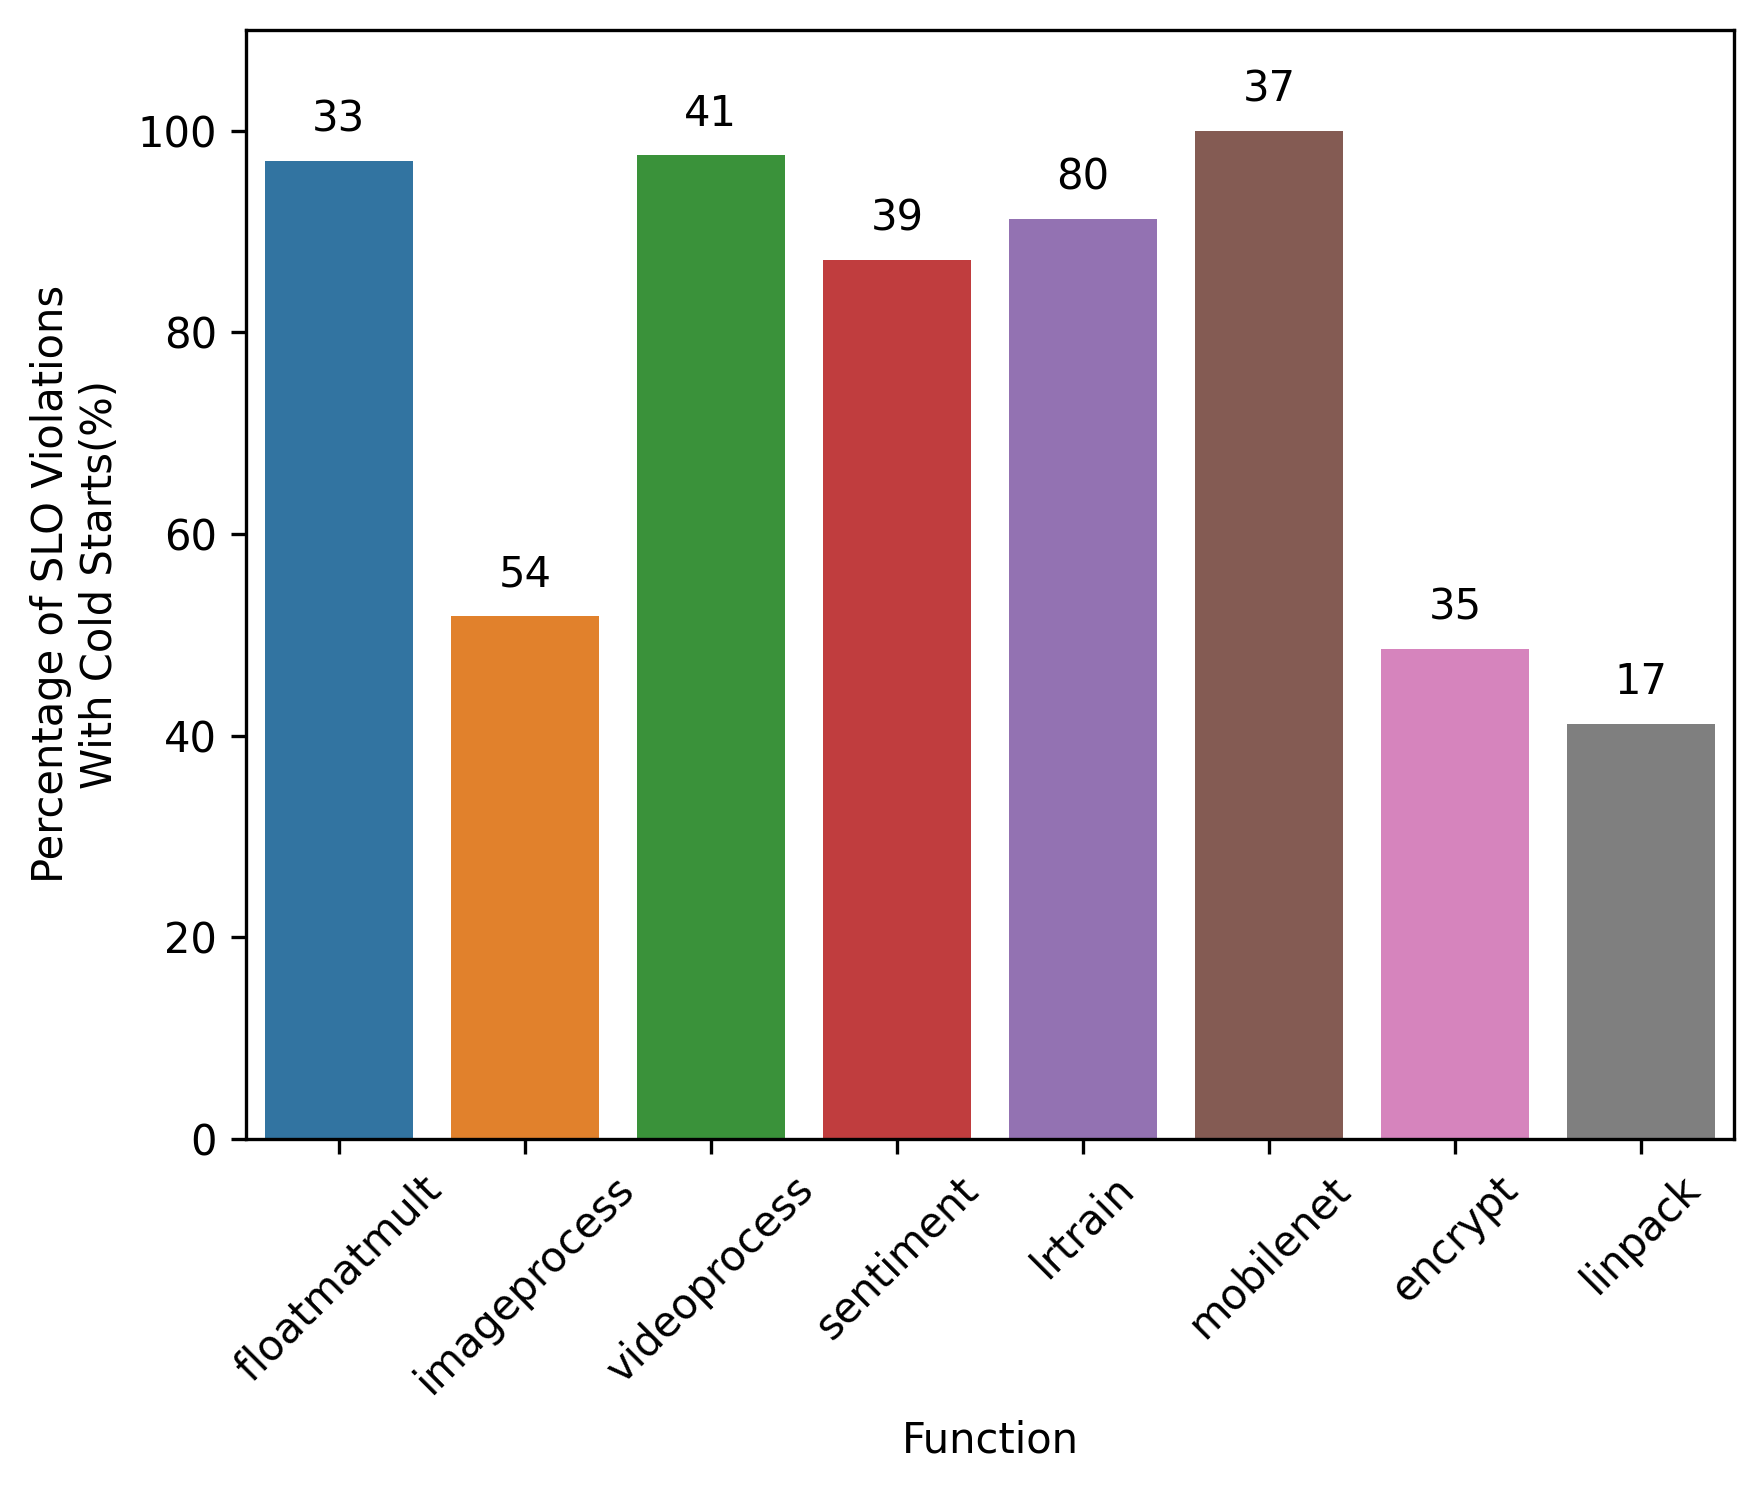 Percentage of SLO Violations
With Cold Starts(%)
100
80
60
40
20
0
33
54
41
39
80
37
35
17
floatmatmult
imageprocess
videoprocess
sentiment
lrtrain
mobilenet
encrypt
linpack
Function